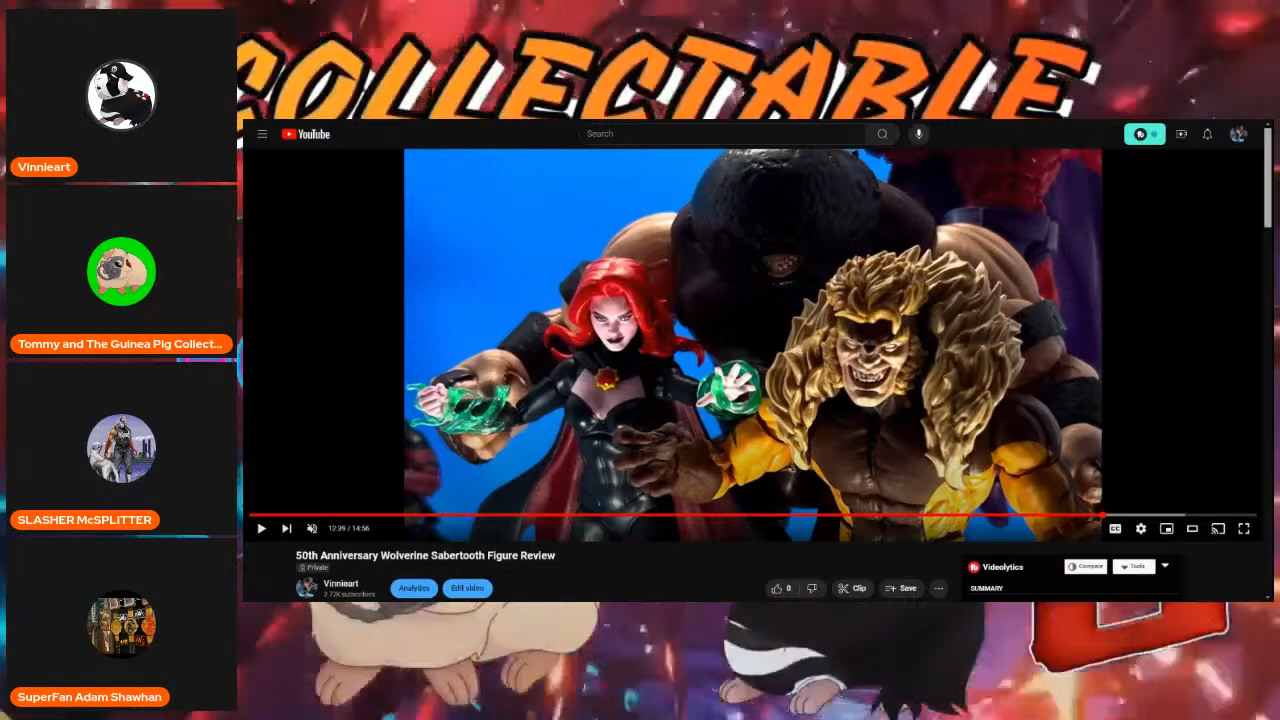 COLLECTABLE
Vinnieart
Tommy and The Guinea Pig Collect...
SLASHER McSPLITTER
SuperFan Adam Shawhan
YouTube
Search
12:39 / 14:56
CC
50th Anniversary Wolverine Sabertooth Figure Review
Private
Vinnieart
2.72K subscribers
Analytics
Edit video
0
Clip
Save
Videolytics
Compare
Tools
SUMMARY